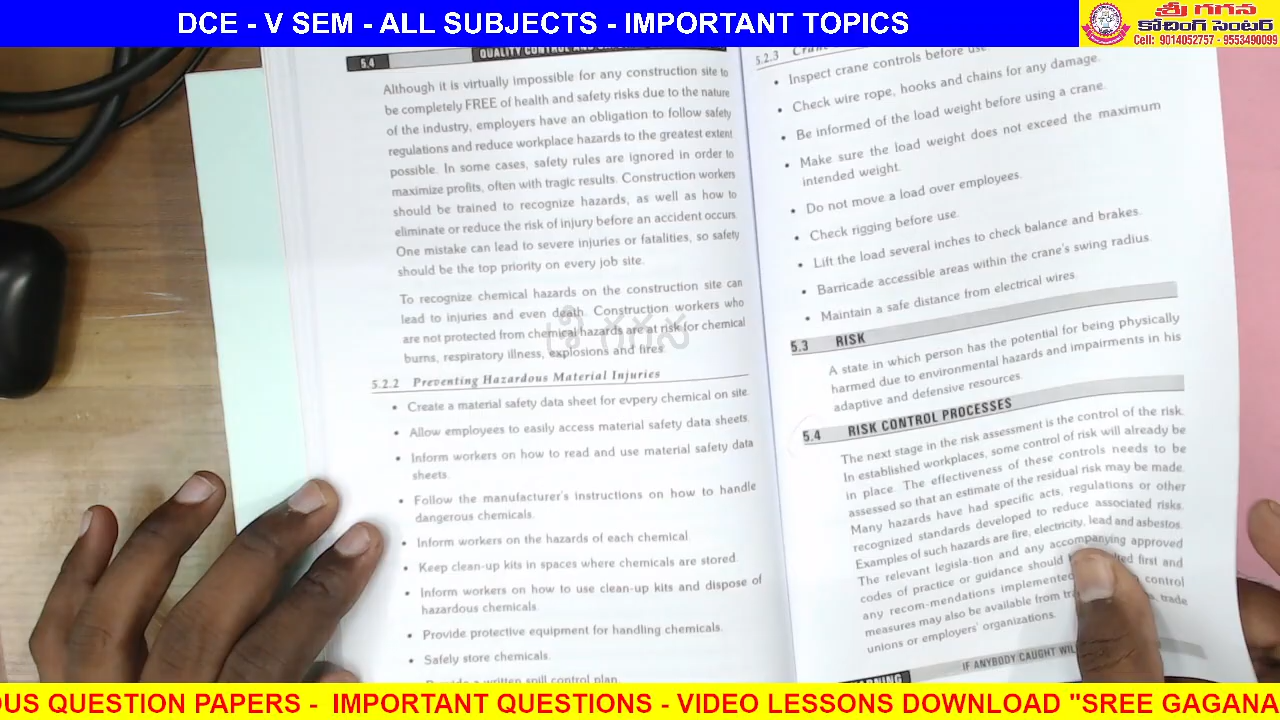 DCE - V SEM - ALL SUBJECTS - IMPORTANT TOPICS
శ్రీ గగన
కోచింగ్ సెంటర్
Cell: 9014052757 - 9553490099
5.4
QUALITY CONTROL AND
Although it is virtually impossible for any construction site to
be completely FREE of health and safety risks due to the nature
of the industry, employers have an obligation to follow safety
regulations and reduce workplace hazards to the greatest extent
possible. In some cases, safety rules are ignored in order to
maximize profits, often with tragic results. Construction workers
should be trained to recognize hazards, as well as how to
eliminate or reduce the risk of injury before an accident occurs.
One mistake can lead to severe injuries or fatalities, so safety
should be the top priority on every job site.
To recognize chemical hazards on the construction site can
lead to injuries and even death. Construction workers who
are not protected from chemical hazards are at risk for chemical
burns, respiratory illness, explosions and fires.
శ్రీ గగన
5.2.2 Preventing Hazardous Material Injuries
• Create a material safety data sheet for evpery chemical on site.
• Allow employees to easily access material safety data sheets.
• Inform workers on how to read and use material safety data
sheets.
• Follow the manufacturer's instructions on how to handle
dangerous chemicals.
• Inform workers on the hazards of each chemical
• Keep clean-up kits in spaces where chemicals are stored.
• Inform workers on how to use clean-up kits and dispose of
hazardous chemicals.
• Provide protective equipment for handling chemicals.
• Safely store chemicals.
• Provide a written spill control plan.
5.2.3 Crane
• Inspect crane controls before use
• Check wire rope, hooks and chains for any damage.
• Be informed of the load weight before using a crane.
• Make sure the load weight does not exceed the maximum
intended weight.
• Do not move a load over employees.
• Check rigging before use.
• Lift the load several inches to check balance and brakes.
• Barricade accessible areas within the crane's swing radius.
• Maintain a safe distance from electrical wires.
5.3 RISK
A state in which person has the potential for being physically
harmed due to environmental hazards and impairments in his
adaptive and defensive resources.
5.4 RISK CONTROL PROCESSES
The next stage in the risk assessment is the control of the risk.
In established workplaces, some control of risk will already be
in place. The effectiveness of these controls needs to be
assessed so that an estimate of the residual risk may be made.
Many hazards have had specific acts, regulations or other
recognized standards developed to reduce associated risks.
Examples of such hazards are fire, electricity, lead and asbestos.
The relevant legisla-tion and any accompanying approved
codes of practice or guidance should first and
any recom-mendations implemented control
measures may also be available from trade
unions or employers' organizations.
IF ANYBODY CAUGHT
OUS QUESTION PAPERS - IMPORTANT QUESTIONS - VIDEO LESSONS DOWNLOAD "SREE GAGANA